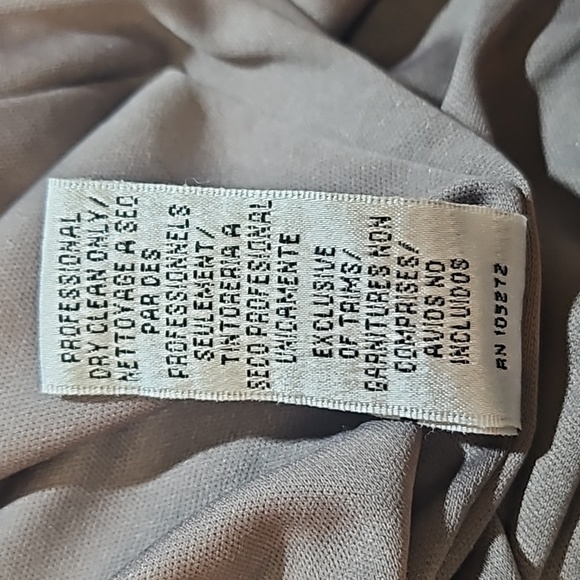 PROFESSIONAL
DRY CLEAN ONLY/
NETTOYAGE A SEC
PAR DES
PROFESSIONNELS
SEULEMENT/
TINTORERIA A
SECO PROFESIONAL
UNICAMENTE
EXCLUSIVE
OF TRIMS/
GARNITURES NON
COMPRISES/
AVIOS NO
INCLUIDOS
RN 105272